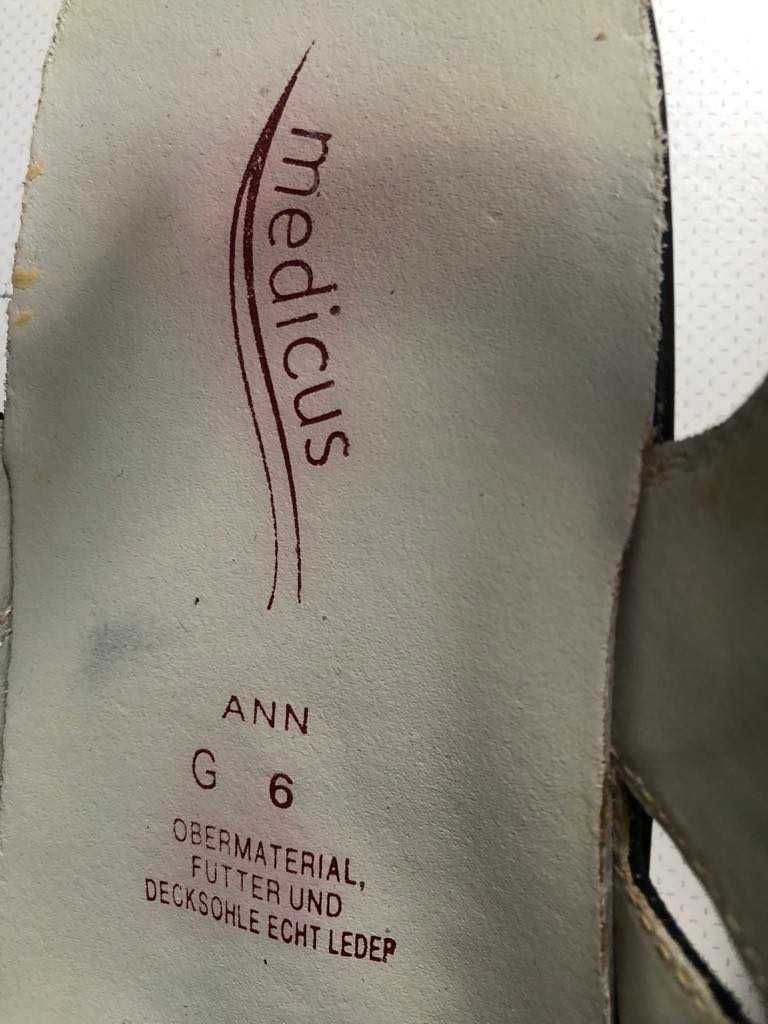 medicus
ANN
G 6
OBERMATERIAL,
FUTTER UND
DECKSOHLE ECHT LEDER